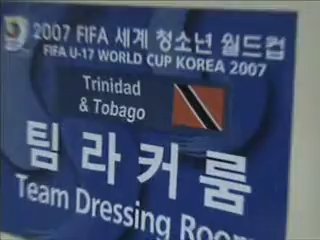 2007 FIFA 세계 청소년 월드컵
FIFA U-17 WORLD CUP KOREA 2007
Trinidad
& Tobago
팀 라커룸
Team Dressing Room